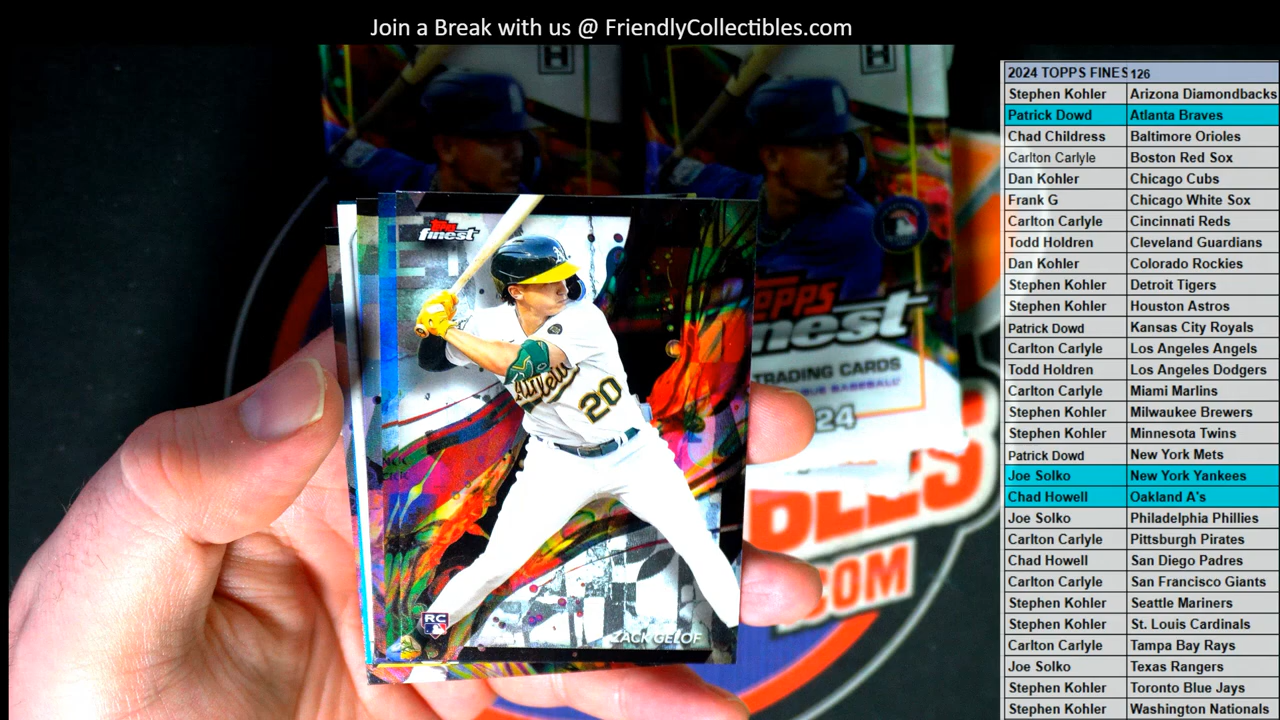 Join a Break with us @ FriendlyCollectibles.com
TOPPS
finest
A's
20
RC
ZACK GELOF
H
H
TOPPS
finest
TRADING CARDS
BASEBALL
24
.COM
2024 TOPPS FINES 126
Stephen Kohler Arizona Diamondbacks
Patrick Dowd Atlanta Braves
Chad Childress Baltimore Orioles
Carlton Carlyle Boston Red Sox
Dan Kohler Chicago Cubs
Frank G Chicago White Sox
Carlton Carlyle Cincinnati Reds
Todd Holdren Cleveland Guardians
Dan Kohler Colorado Rockies
Stephen Kohler Detroit Tigers
Stephen Kohler Houston Astros
Patrick Dowd Kansas City Royals
Carlton Carlyle Los Angeles Angels
Todd Holdren Los Angeles Dodgers
Carlton Carlyle Miami Marlins
Stephen Kohler Milwaukee Brewers
Stephen Kohler Minnesota Twins
Patrick Dowd New York Mets
Joe Solko New York Yankees
Chad Howell Oakland A's
Joe Solko Philadelphia Phillies
Carlton Carlyle Pittsburgh Pirates
Chad Howell San Diego Padres
Carlton Carlyle San Francisco Giants
Stephen Kohler Seattle Mariners
Stephen Kohler St. Louis Cardinals
Carlton Carlyle Tampa Bay Rays
Joe Solko Texas Rangers
Stephen Kohler Toronto Blue Jays
Stephen Kohler Washington Nationals